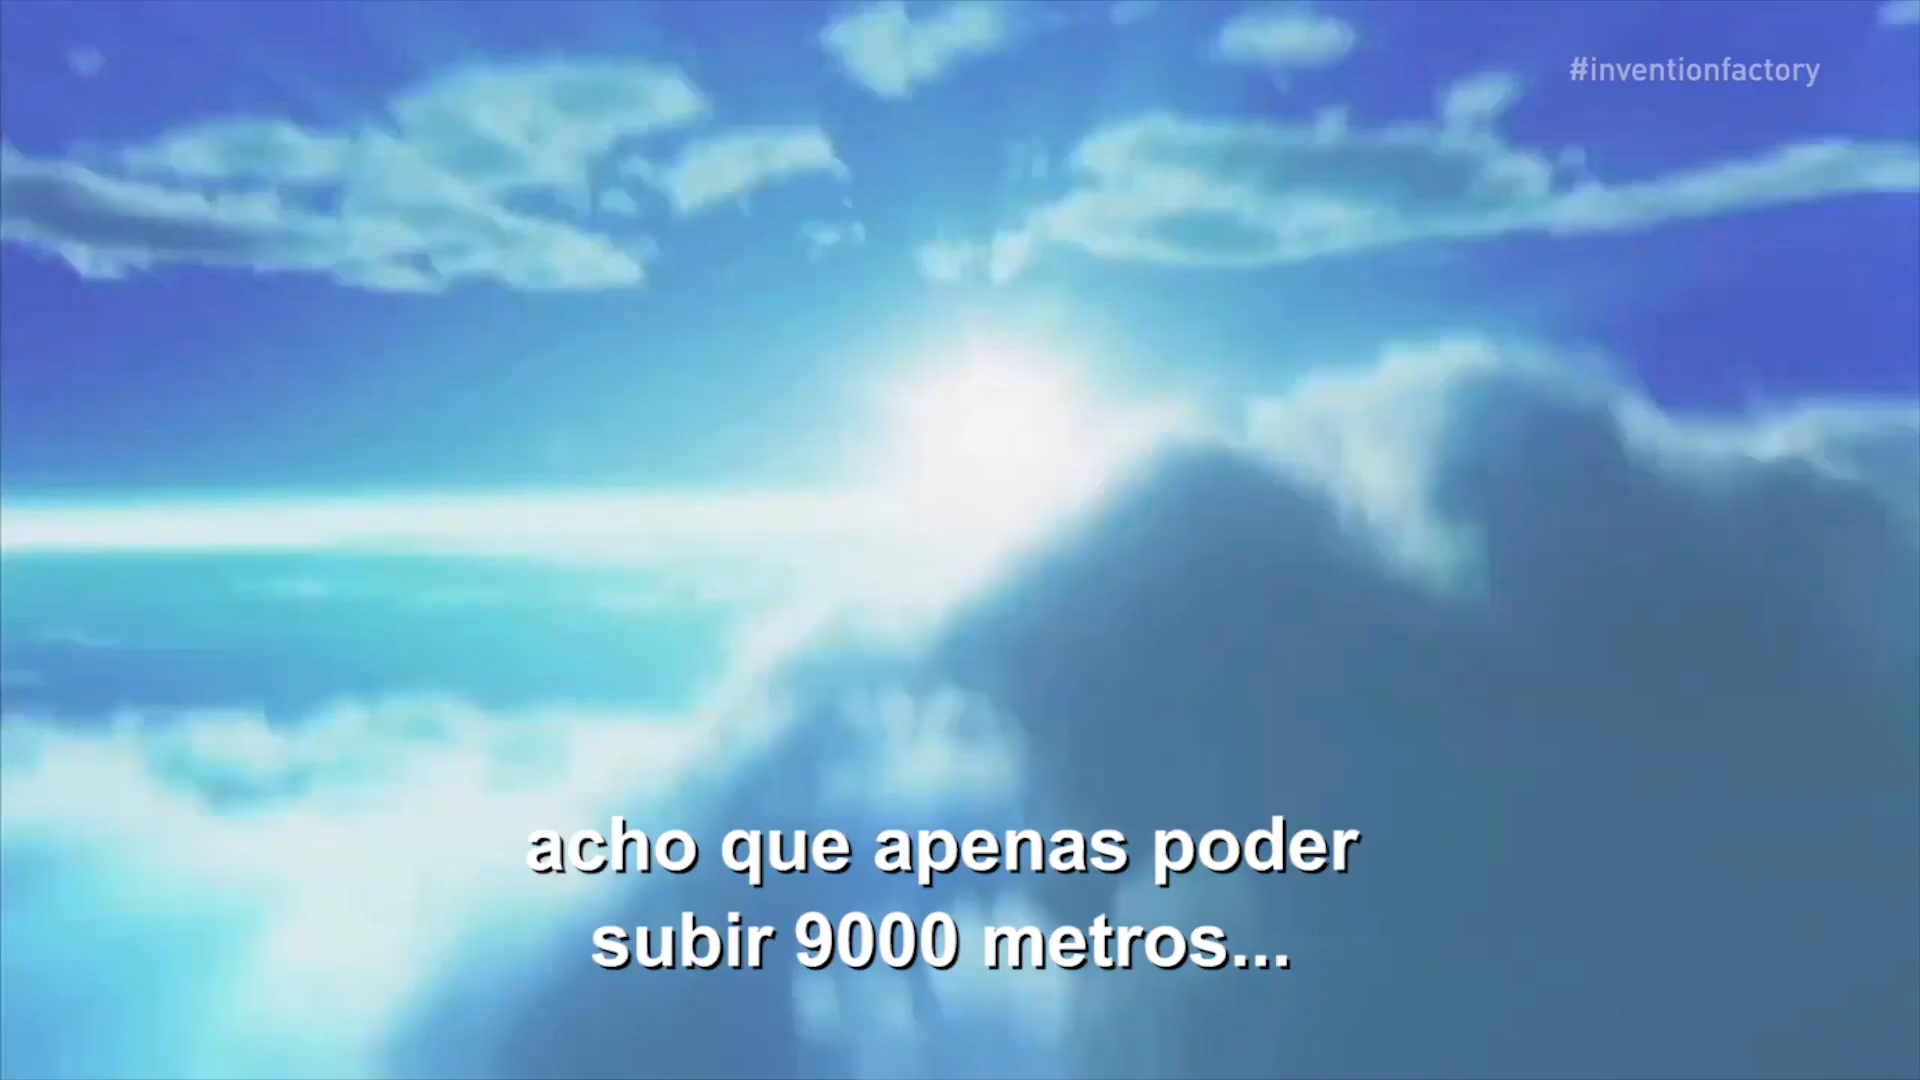 #inventionfactory
acho que apenas poder
subir 9000 metros...